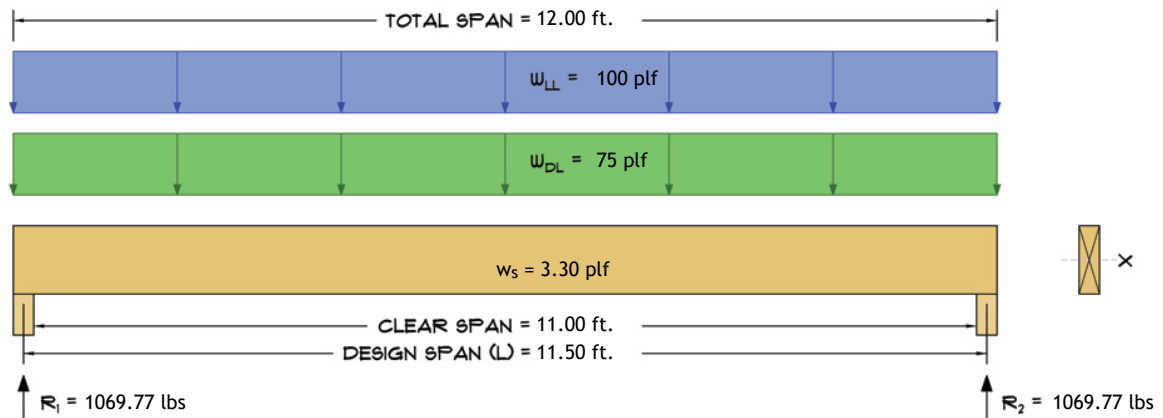 TOTAL SPAN = 12.00 ft.
WLL = 100 plf
WDL = 75 plf
ws = 3.30 plf
X
CLEAR SPAN = 11.00 ft.
DESIGN SPAN (L) = 11.50 ft.
R1 = 1069.77 lbs
R2 = 1069.77 lbs